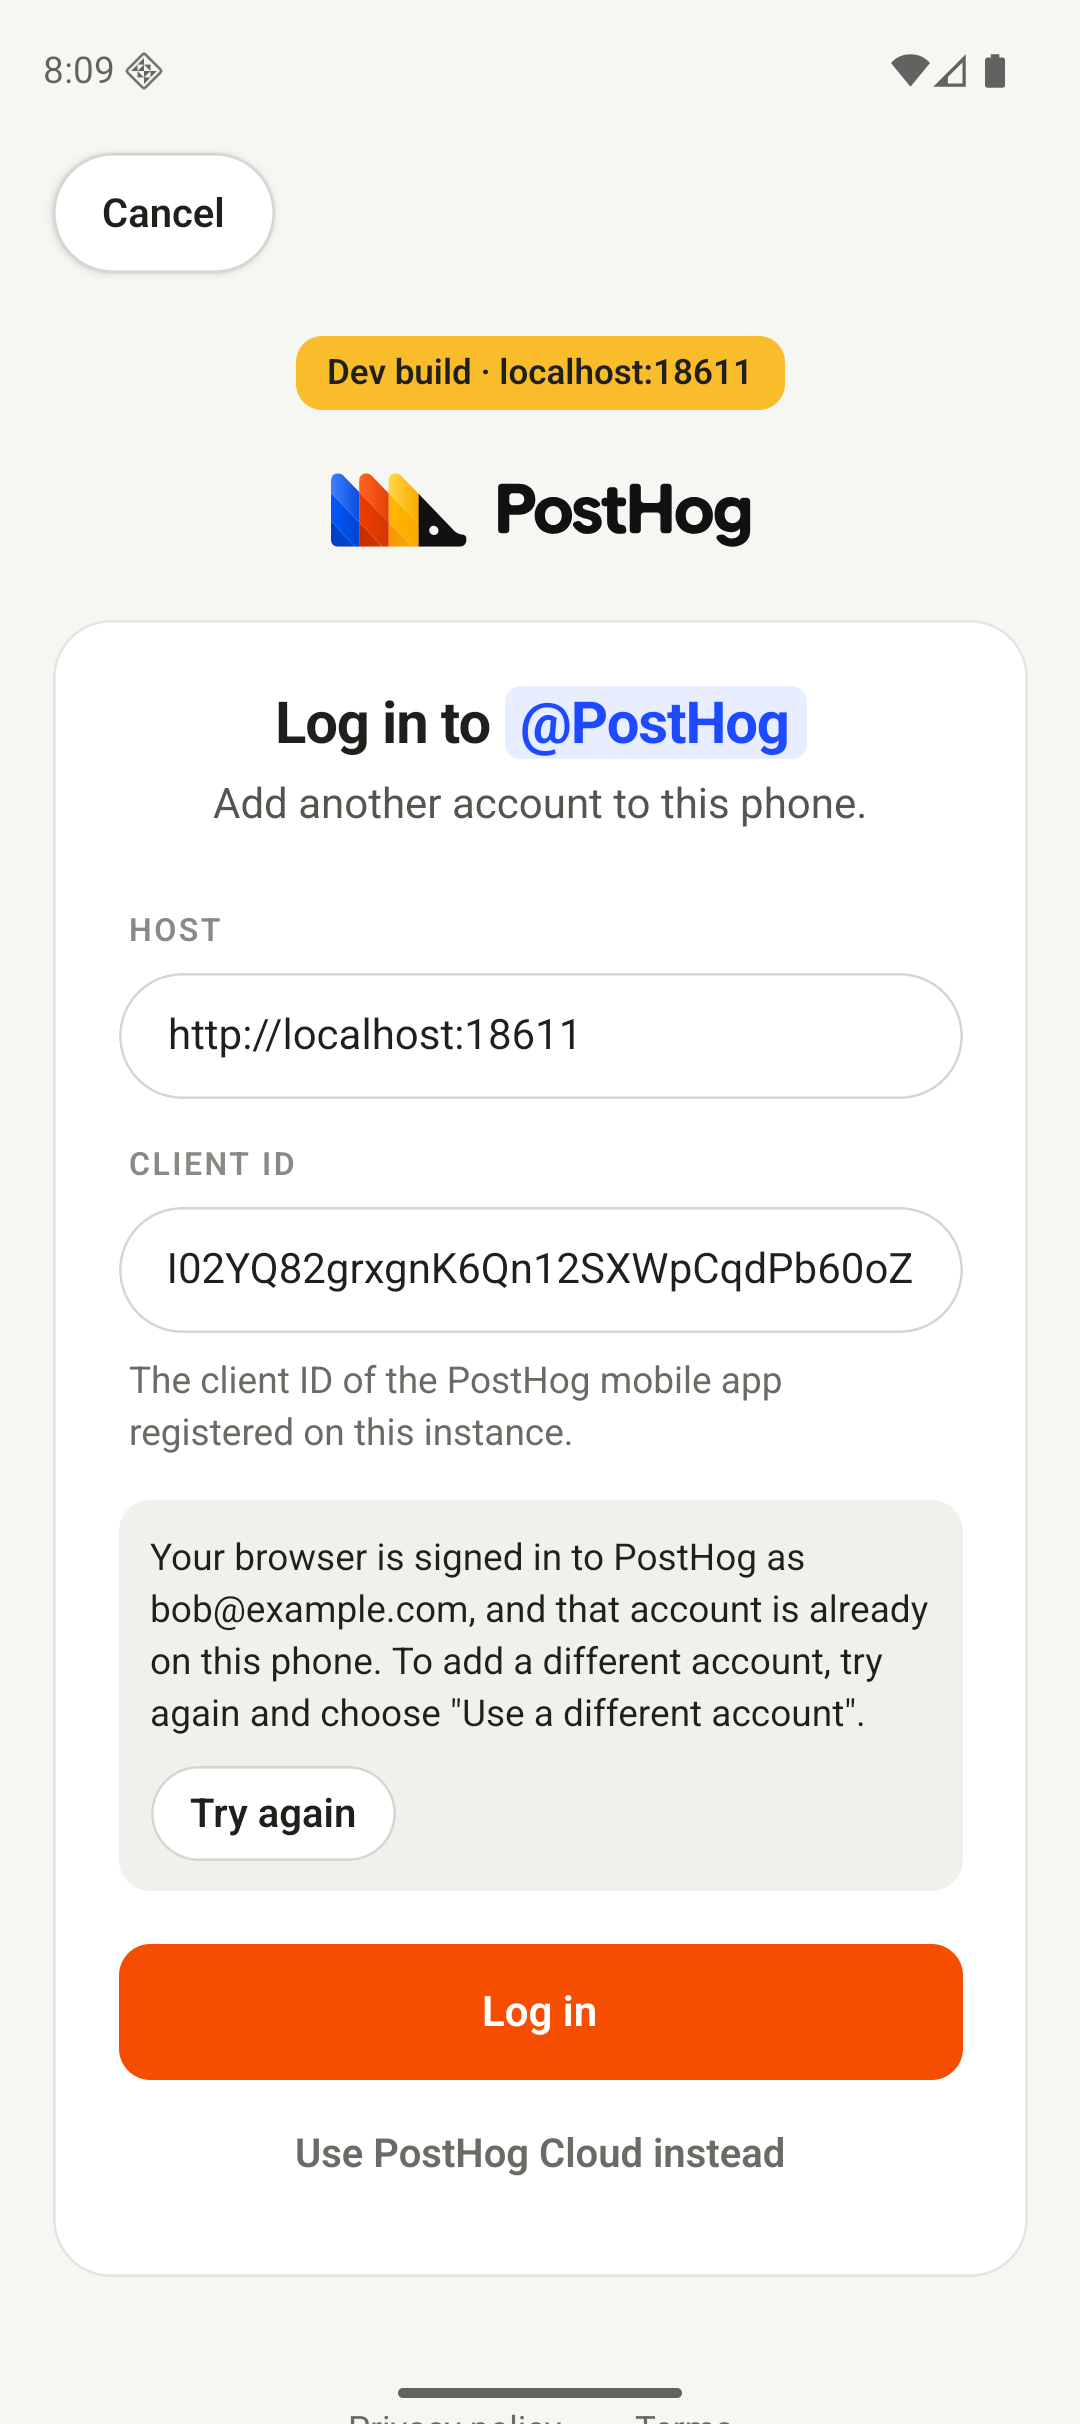 8:09
Cancel
Dev build · localhost:18611
PostHog
Log in to @PostHog
Add another account to this phone.
HOST
http://localhost:18611
CLIENT ID
I02YQ82grxgnK6Qn12SXWpCqdPb60oZ
The client ID of the PostHog mobile app
registered on this instance.
Your browser is signed in to PostHog as
bob@example.com, and that account is already
on this phone. To add a different account, try
again and choose "Use a different account".
Try again
Log in
Use PostHog Cloud instead
Privacy policy Terms